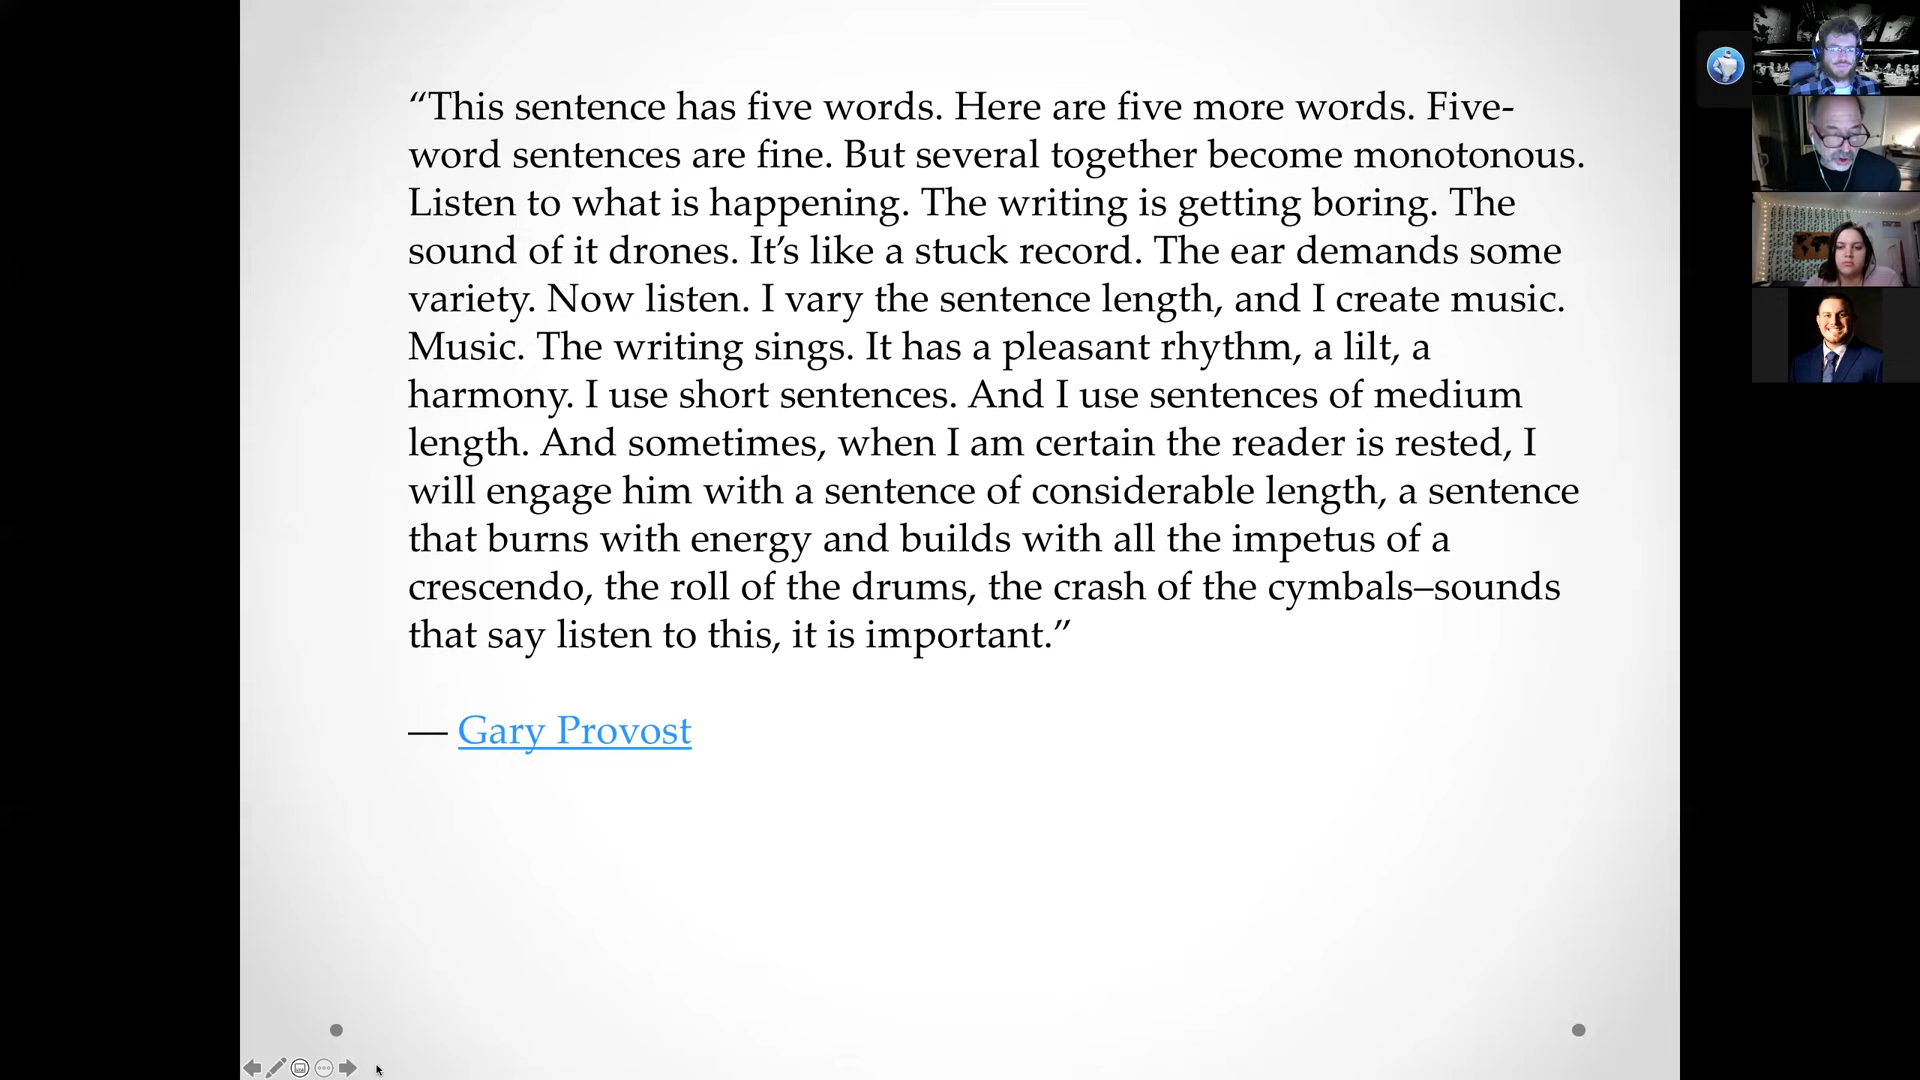 “This sentence has five words. Here are five more words. Five-
word sentences are fine. But several together become monotonous.
Listen to what is happening. The writing is getting boring. The
sound of it drones. It’s like a stuck record. The ear demands some
variety. Now listen. I vary the sentence length, and I create music.
Music. The writing sings. It has a pleasant rhythm, a lilt, a
harmony. I use short sentences. And I use sentences of medium
length. And sometimes, when I am certain the reader is rested, I
will engage him with a sentence of considerable length, a sentence
that burns with energy and builds with all the impetus of a
crescendo, the roll of the drums, the crash of the cymbals–sounds
that say listen to this, it is important.”
— Gary Provost